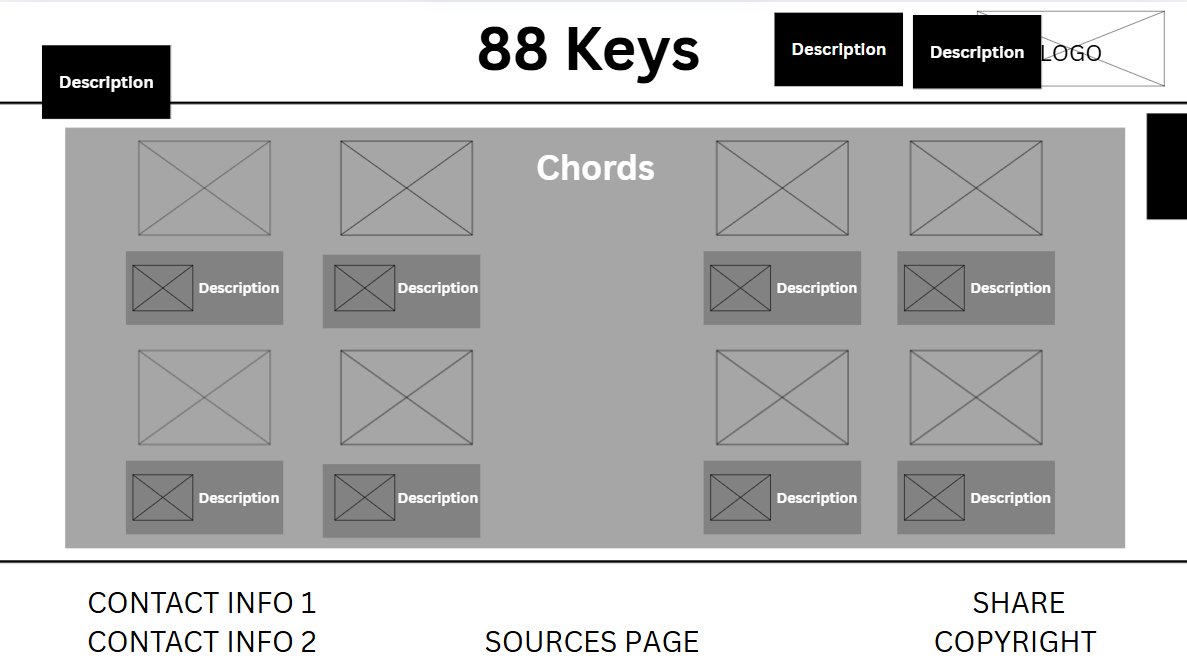 88 Keys
Description
Description
LOGO
Description
Chords
Description
Description
Description
Description
Description
Description
Description
Description
CONTACT INFO 1
SHARE
CONTACT INFO 2
SOURCES PAGE
COPYRIGHT